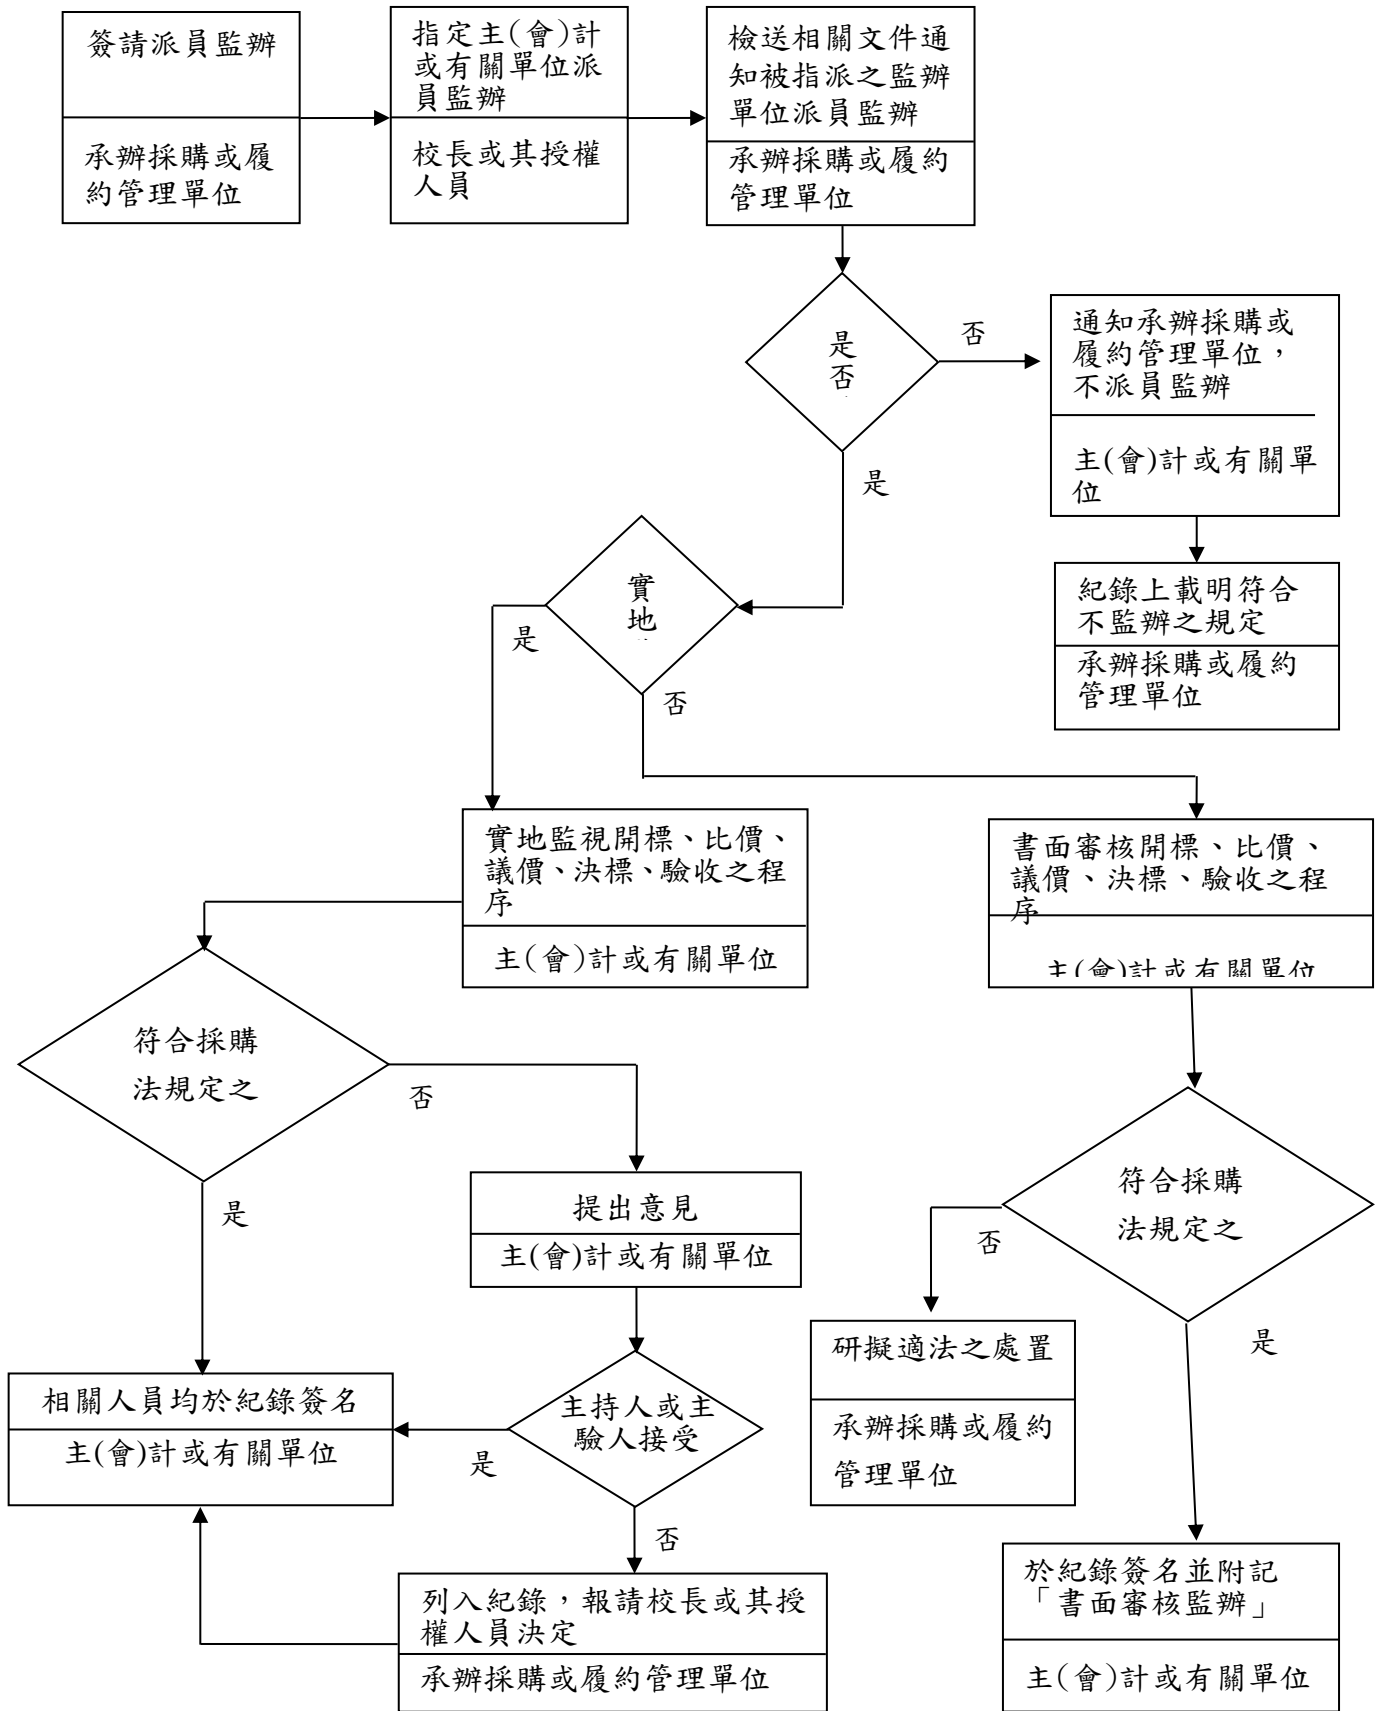 簽請派員監辦
承辦採購或履
約管理單位
指定主(會)計
或有關單位派
員監辦
校長或其授權
人員
檢送相關文件通
知被指派之監辦
單位派員監辦
承辦採購或履約
管理單位
是
否
否
是
通知承辦採購或
履約管理單位，
不派員監辦
主(會)計或有關單
位
紀錄上載明符合
不監辦之規定
承辦採購或履約
管理單位
實
地
是
否
實地監視開標、比價、
議價、決標、驗收之程
序
主(會)計或有關單位
書面審核開標、比價、
議價、決標、驗收之程
序
主(會)計或有關單位
符合採購
法規定之
否
是
提出意見
主(會)計或有關單位
符合採購
法規定之
否
是
研擬適法之處置
承辦採購或履約
管理單位
主持人或主
驗人接受
是
否
相關人員均於紀錄簽名
主(會)計或有關單位
列入紀錄，報請校長或其授
權人員決定
承辦採購或履約管理單位
於紀錄簽名並附記
「書面審核監辦」
主(會)計或有關單位